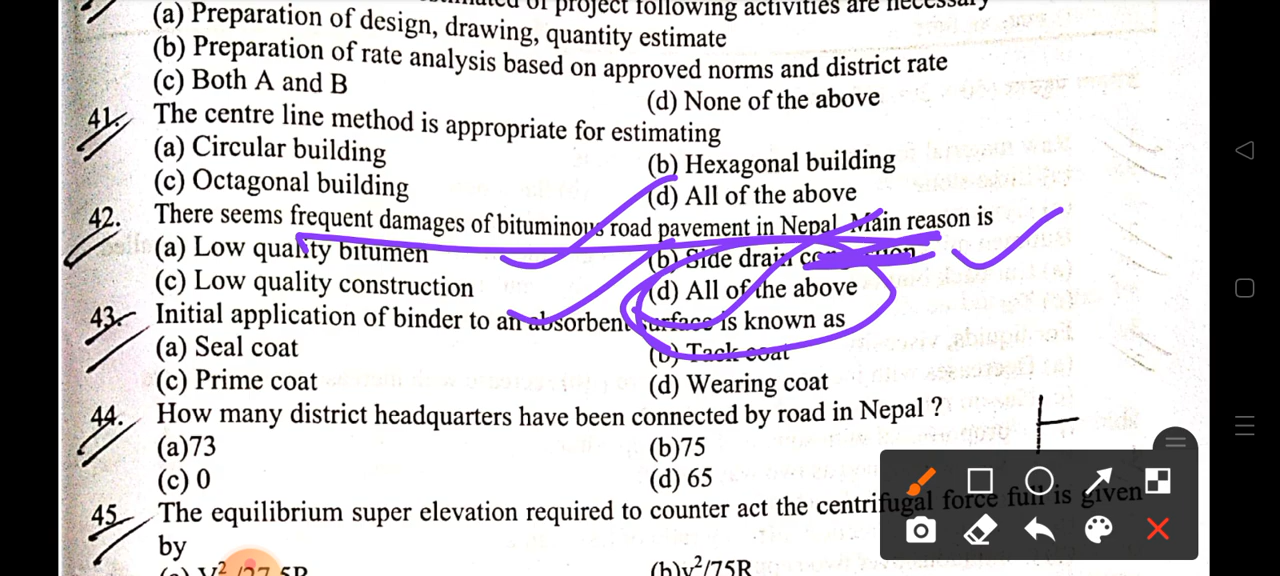 of project following activities are necessary
(a) Preparation of design, drawing, quantity estimate
(b) Preparation of rate analysis based on approved norms and district rate
(c) Both A and B
(d) None of the above
41. The centre line method is appropriate for estimating
(a) Circular building
(b) Hexagonal building
(c) Octagonal building
(d) All of the above
42. There seems frequent damages of bituminous road pavement in Nepal. Main reason is
(a) Low quality bitumen
(b) Side drain
(c) Low quality construction
(d) All of the above
43. Initial application of binder to an absorbent surface is known as
(a) Seal coat
(b) Tack coat
(c) Prime coat
(d) Wearing coat
44. How many district headquarters have been connected by road in Nepal ?
(a)73
(b)75
(c) 0
(d) 65
45. The equilibrium super elevation required to counter act the centrifugal force full is given
by
(b)v²/75R